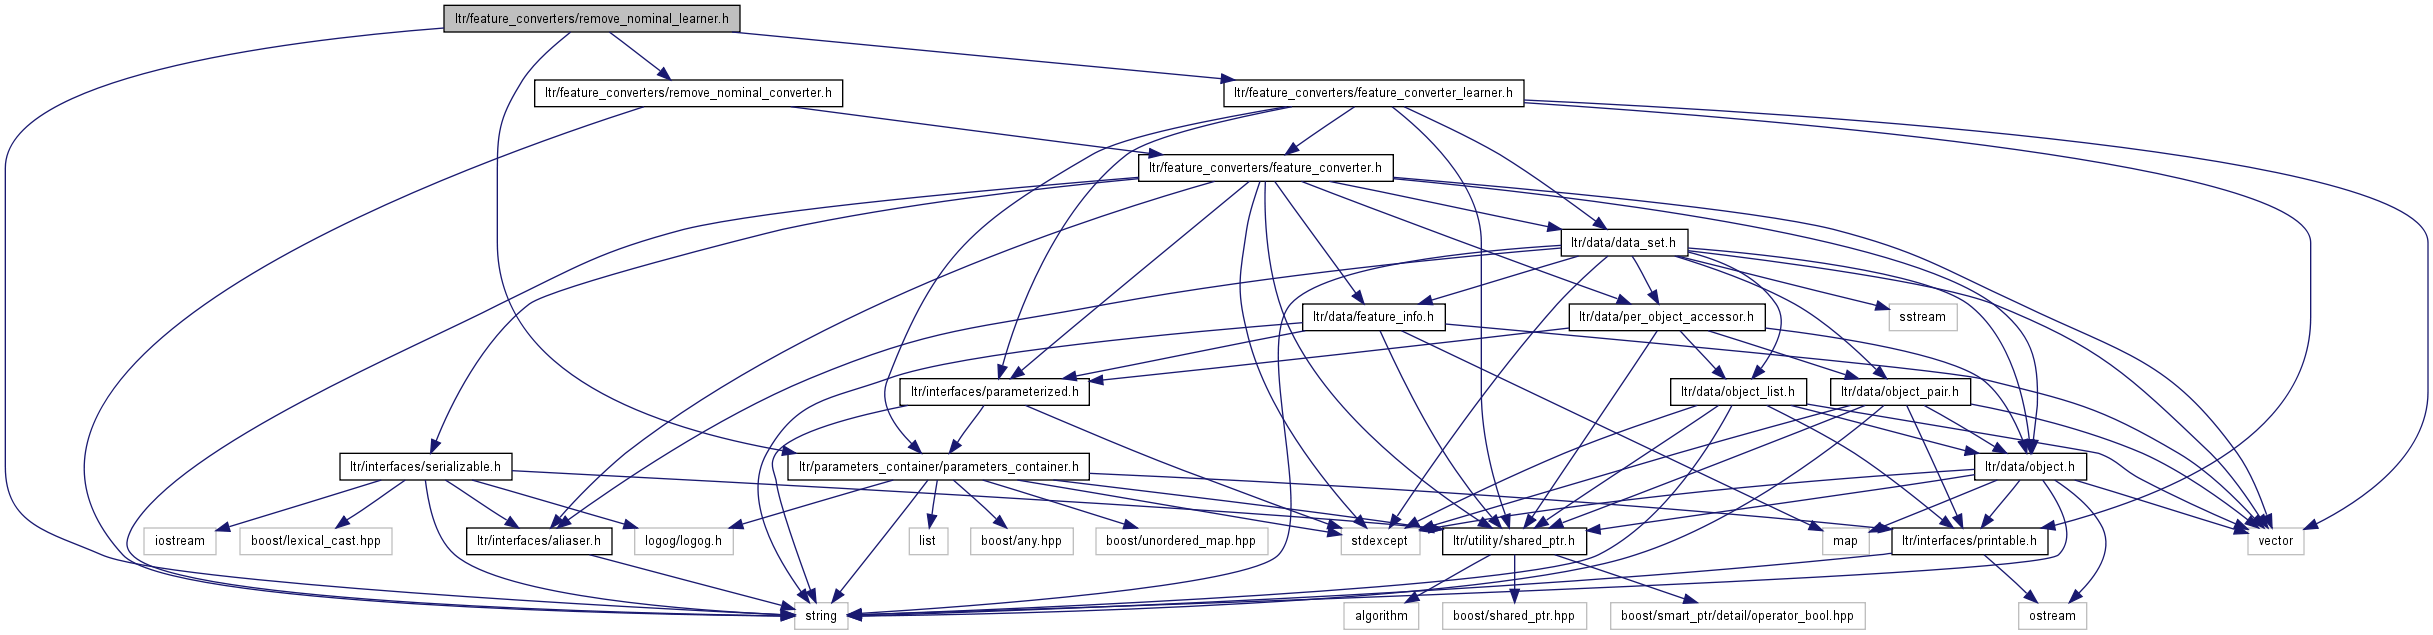 ltr/feature_converters/remove_nominal_learner.h
ltr/feature_converters/remove_nominal_converter.h
ltr/feature_converters/feature_converter_learner.h
ltr/feature_converters/feature_converter.h
ltr/data/data_set.h
ltr/data/feature_info.h
ltr/data/per_object_accessor.h
sstream
ltr/interfaces/parameterized.h
ltr/data/object_list.h
ltr/data/object_pair.h
ltr/interfaces/serializable.h
ltr/parameters_container/parameters_container.h
ltr/data/object.h
iostream
boost/lexical_cast.hpp
ltr/interfaces/aliaser.h
logog/logog.h
list
boost/any.hpp
boost/unordered_map.hpp
stdexcept
ltr/utility/shared_ptr.h
map
ltr/interfaces/printable.h
vector
string
algorithm
boost/shared_ptr.hpp
boost/smart_ptr/detail/operator_bool.hpp
ostream